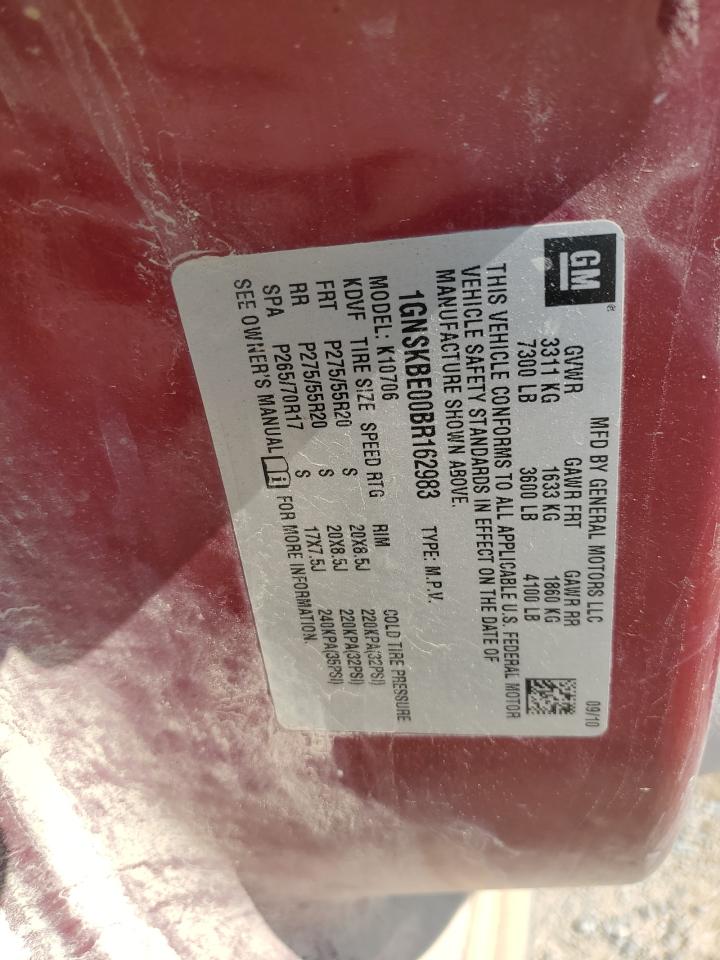 GM
MFD BY GENERAL MOTORS LLC 09/10
GVWR GAWR FRT GAWR RR
3311 KG 1633 KG 1860 KG
7300 LB 3600 LB 4100 LB
THIS VEHICLE CONFORMS TO ALL APPLICABLE U.S. FEDERAL MOTOR
VEHICLE SAFETY STANDARDS IN EFFECT ON THE DATE OF
MANUFACTURE SHOWN ABOVE.
1GNSKBE00BR162983 TYPE: M.P.V.
MODEL: K10706
KDVF TIRE SIZE SPEED RTG RIM COLD TIRE PRESSURE
FRT P275/55R20 S 20X8.5J 220KPA(32PSI)
RR P275/55R20 S 20X8.5J 220KPA(32PSI)
SPA P265/70R17 17X7.5J 240KPA(35PSI)
SEE OWNER'S MANUAL FOR MORE INFORMATION.